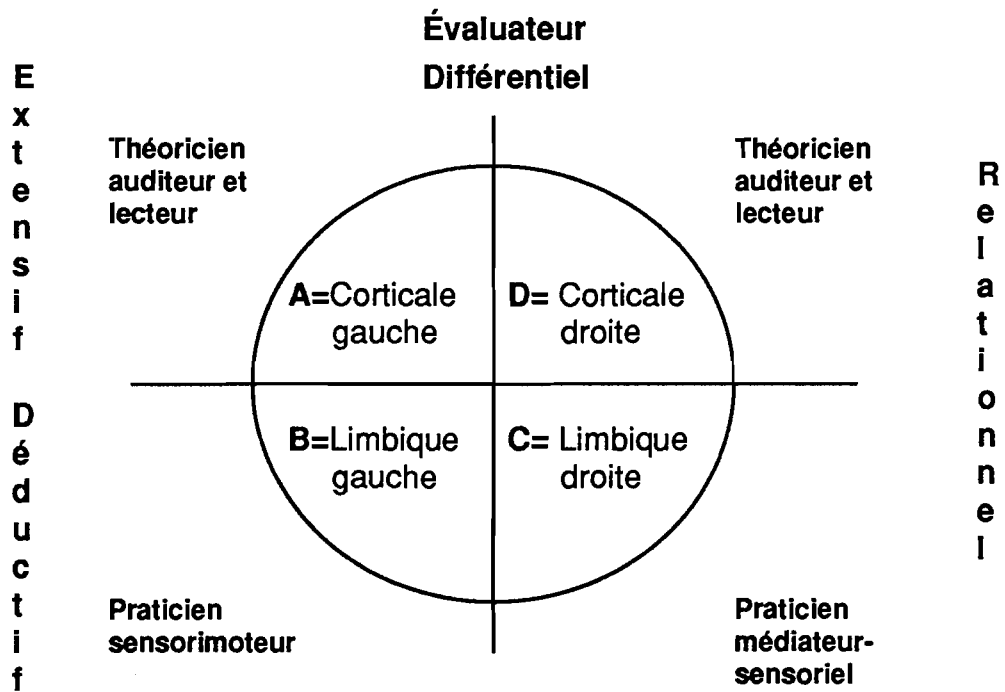 Évaluateur
Différentiel
Extensif Déductif
Théoricien
auditeur et
lecteur
Théoricien
auditeur et
lecteur
Relationnel
A=Corticale
gauche
D= Corticale
droite
B=Limbique
gauche
C= Limbique
droite
Praticien
sensorimoteur
Praticien
médiateur-
sensoriel